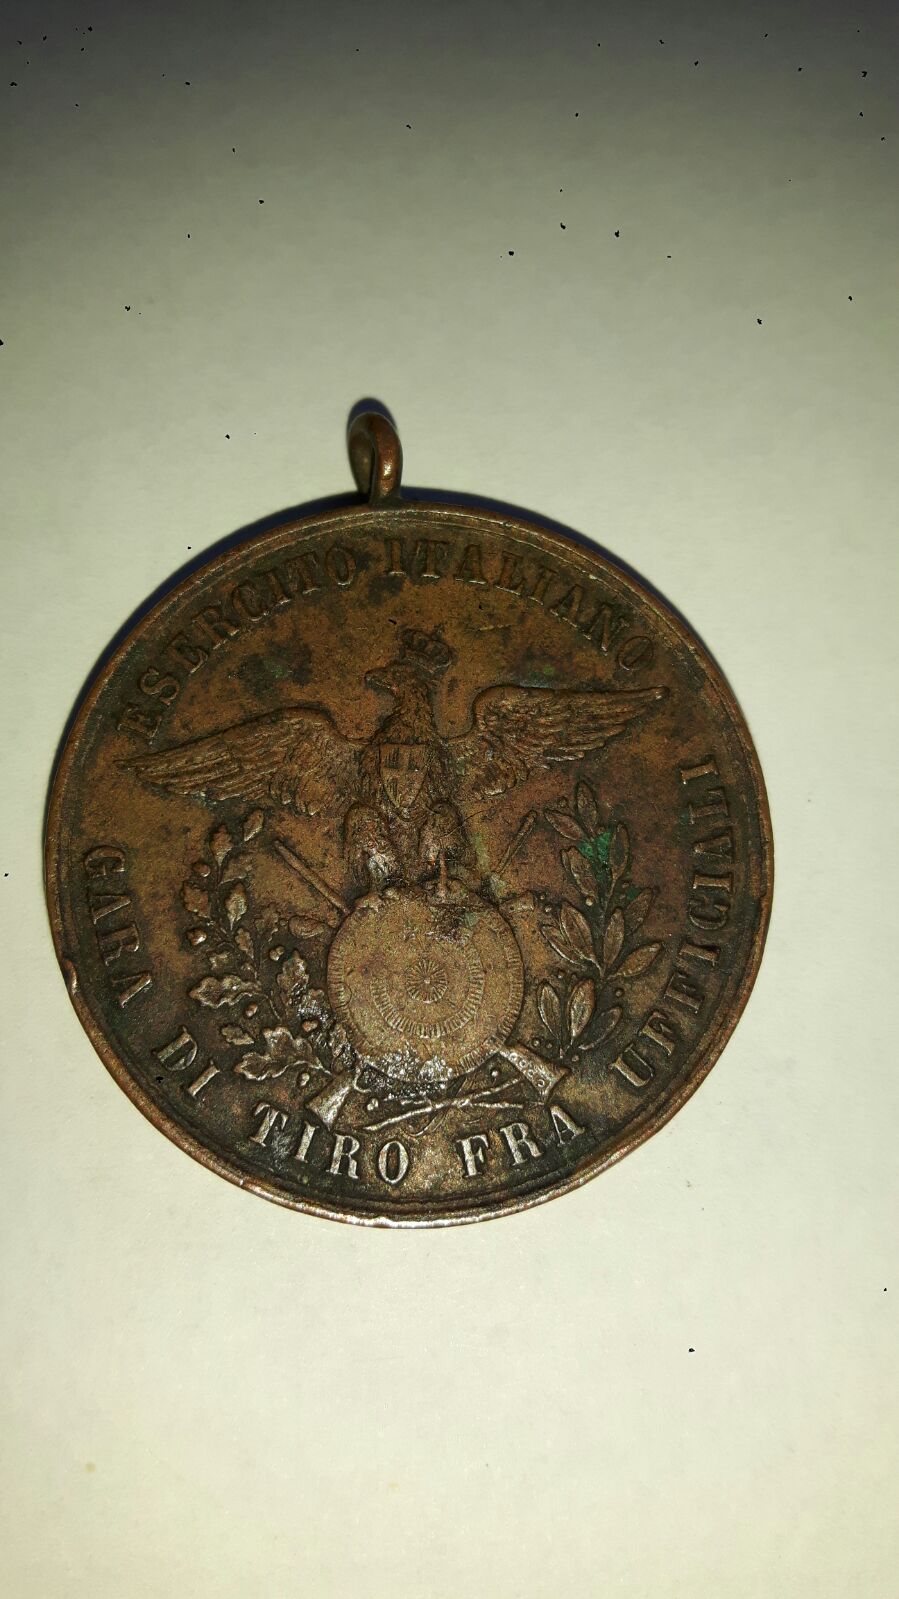 ESERCITO ITALIANO
GARA DI TIRO FRA UFFICIALI